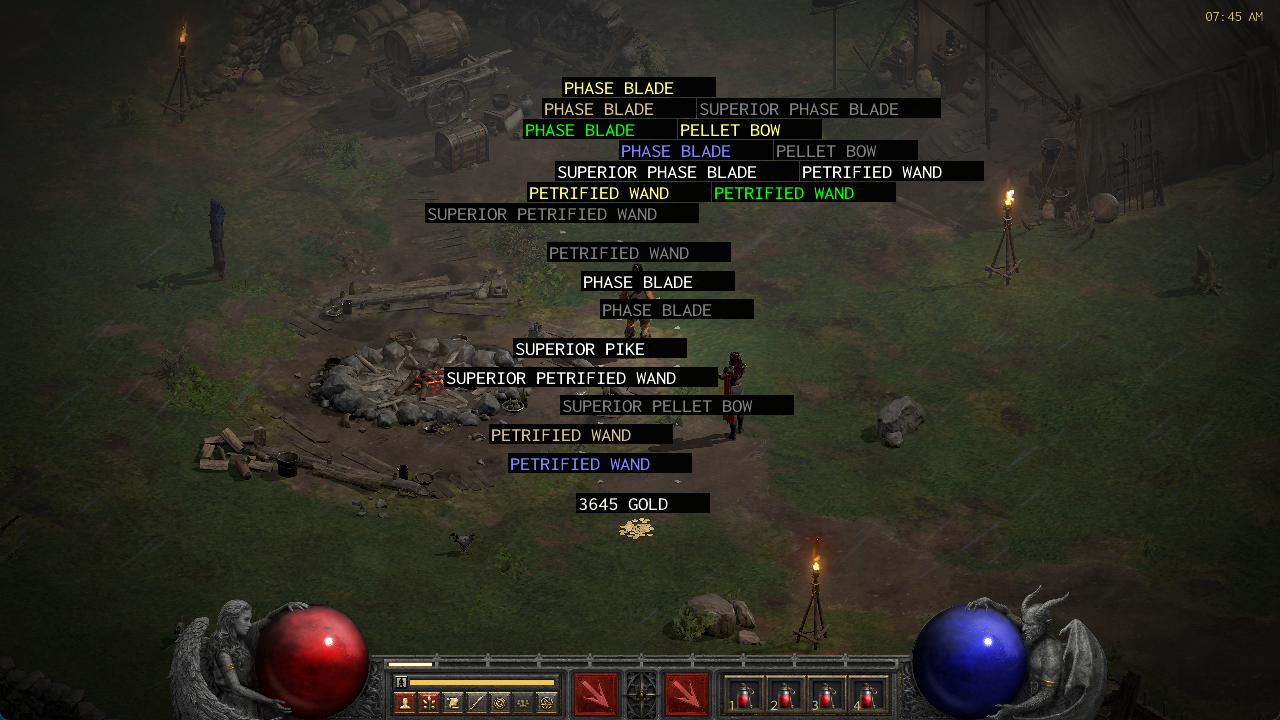 07:45 AM
PHASE BLADE
PHASE BLADE SUPERIOR PHASE BLADE
PHASE BLADE PELLET BOW
PHASE BLADE PELLET BOW
SUPERIOR PHASE BLADE PETRIFIED WAND
PETRIFIED WAND PETRIFIED WAND
SUPERIOR PETRIFIED WAND
PETRIFIED WAND
PHASE BLADE
PHASE BLADE
SUPERIOR PIKE
SUPERIOR PETRIFIED WAND
SUPERIOR PELLET BOW
PETRIFIED WAND
PETRIFIED WAND
3645 GOLD
1 2 3 4